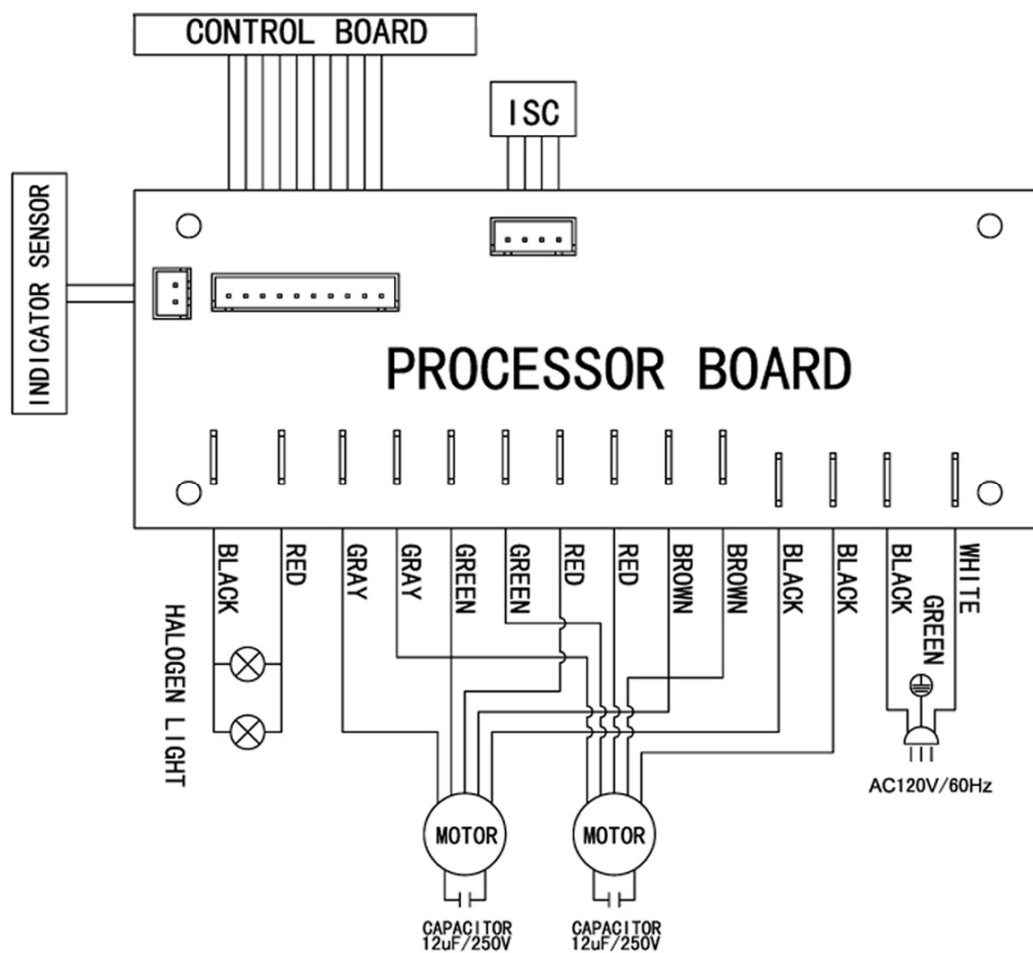 CONTROL BOARD
ISC
INDICATOR SENSOR
PROCESSOR BOARD
BLACK
RED
GRAY
GRAY
GREEN
GREEN
RED
RED
BROWN
BROWN
BLACK
BLACK
BLACK
WHITE
GREEN
HALOGEN LIGHT
AC120V/60Hz
MOTOR
MOTOR
CAPACITOR
12uF/250V
CAPACITOR
12uF/250V